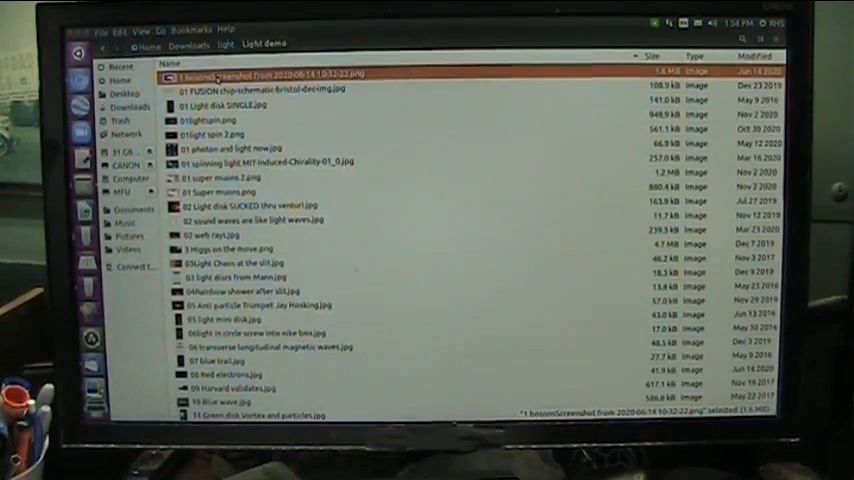 File Edit View Go Bookmarks Help
1:58 PM RHS
Home Downloads light Light demo
Name Size Type Modified
Recent
Home
Desktop
Downloads
Trash
Network
31 GB...
CANON
Computer
MFU
Documents
Music
Pictures
Videos
Connect t...
1 bosonsScreenshot from 2020-06-14 10-32-22.png 1.6 MB Image Jun 14 2020
01 FUSION chip-schematic-bristol-dec-img.jpg 108.9 kB Image Dec 23 2019
01 Light disk SINGLE.jpg 141.0 kB Image May 9 2016
01lightspin.png 948.9 kB Image Nov 2 2020
01light spin 2.png 561.1 kB Image Oct 30 2020
01 photon and light now.jpg 66.9 kB Image May 12 2020
01 spinning light MIT-Induced-Chirality-01_0.jpg 257.0 kB Image Mar 16 2020
01 super muons 2.png 1.2 MB Image Nov 2 2020
01 Super muons.png 880.4 kB Image Nov 2 2020
02 Light disk SUCKED thru venturi.jpg 163.9 kB Image Jul 27 2019
02 sound waves are like light waves.jpg 11.7 kB Image Nov 12 2019
02 web rays.jpg 239.3 kB Image Mar 23 2020
3 Higgs on the move.png 4.7 MB Image Dec 7 2019
03Light Chaos at the slit.jpg 46.2 kB Image Nov 3 2017
03 light discs from Mann.jpg 18.3 kB Image Dec 9 2019
04Rainbow shower after slit.jpg 13.8 kB Image May 23 2016
05 Anti particle Trumpet Jay Hosking.jpg 57.0 kB Image Nov 29 2019
05 light mini disk.jpg 43.0 kB Image Jun 13 2016
06light in circle screw into nike bnx.jpg 17.0 kB Image May 30 2016
06 transverse longitudinal magnetic waves.jpg 48.5 kB Image Dec 3 2019
07 blue trail.jpg 27.7 kB Image May 9 2016
08 Red electrons.jpg 41.9 kB Image Jun 14 2020
09 Harvard validates.jpg 617.1 kB Image Nov 19 2017
10 Blue wave.jpg 586.8 kB Image May 22 2017
11 Green disk Vortex and particles.jpg
"1 bosonsScreenshot from 2020-06-14 10-32-22.png" selected (1.6 MB)